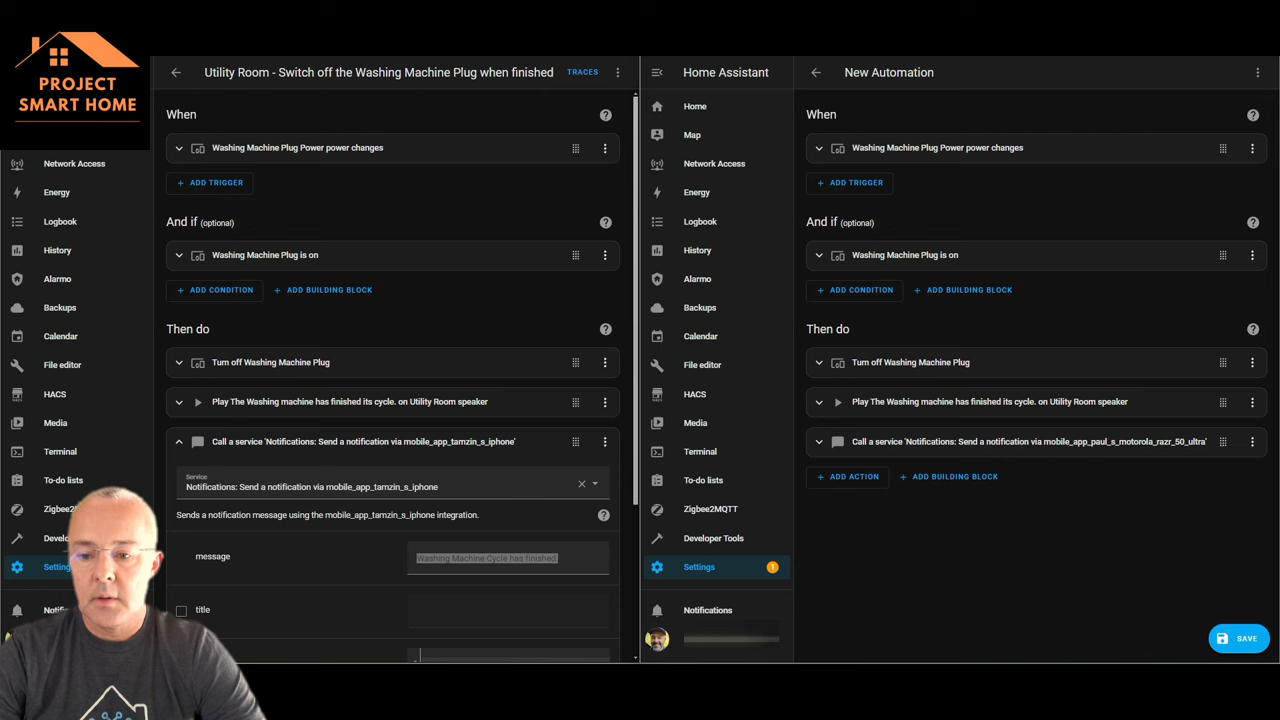 PROJECT
SMART HOME
Utility Room - Switch off the Washing Machine Plug when finished
TRACES
When
Washing Machine Plug Power power changes
ADD TRIGGER
And if (optional)
Washing Machine Plug is on
ADD CONDITION
ADD BUILDING BLOCK
Then do
Turn off Washing Machine Plug
Play The Washing machine has finished its cycle. on Utility Room speaker
Call a service 'Notifications: Send a notification via mobile_app_tamzin_s_iphone'
Service
Notifications: Send a notification via mobile_app_tamzin_s_iphone
Sends a notification message using the mobile_app_tamzin_s_iphone integration.
message
Washing Machine Cycle has finished
title
Network Access
Energy
Logbook
History
Alarmo
Backups
Calendar
File editor
HACS
Media
Terminal
To-do lists
Home Assistant
Home
Map
Network Access
Energy
Logbook
History
Alarmo
Backups
Calendar
File editor
HACS
Media
Terminal
To-do lists
Zigbee2MQTT
Developer Tools
Settings
1
Notifications
New Automation
When
Washing Machine Plug Power power changes
ADD TRIGGER
And if (optional)
Washing Machine Plug is on
ADD CONDITION
ADD BUILDING BLOCK
Then do
Turn off Washing Machine Plug
Play The Washing machine has finished its cycle. on Utility Room speaker
Call a service 'Notifications: Send a notification via mobile_app_paul_s_motorola_razr_50_ultra'
ADD ACTION
ADD BUILDING BLOCK
SAVE